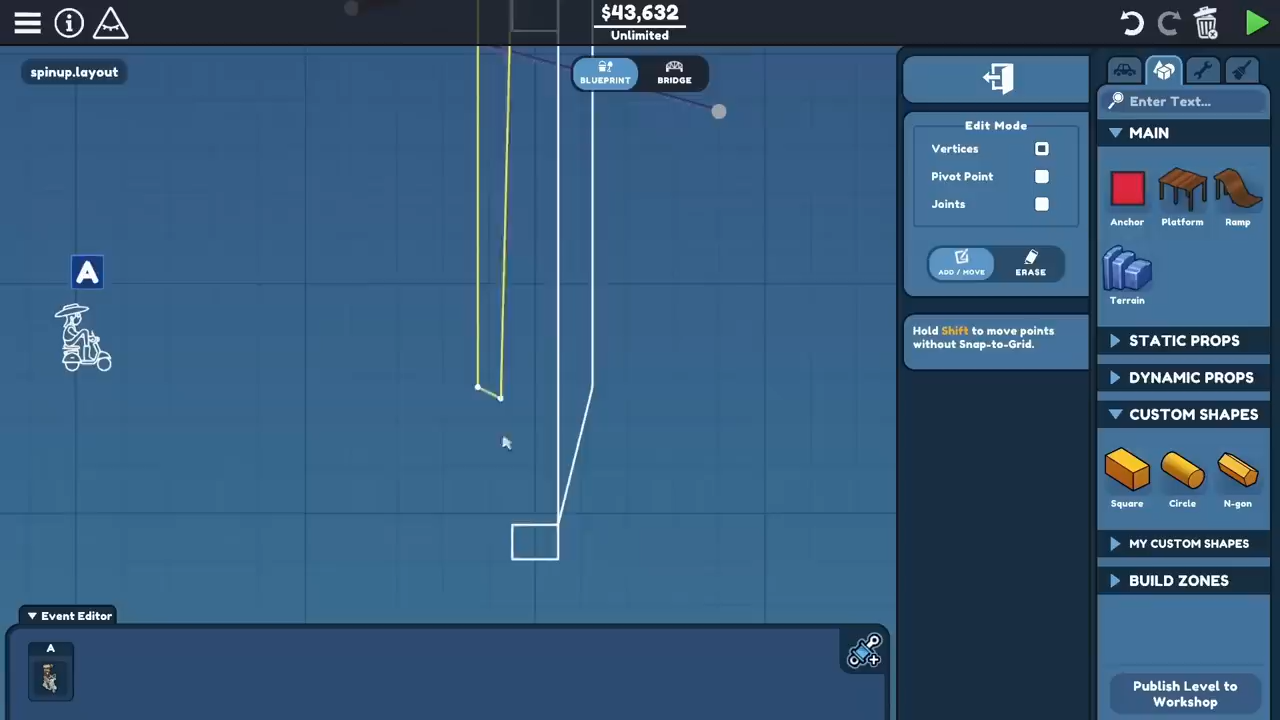 $43,632
Unlimited
spinup.layout
BLUEPRINT
BRIDGE
A
Edit Mode
Vertices
Pivot Point
Joints
ADD / MOVE
ERASE
Hold Shift to move points
without Snap-to-Grid.
Enter Text...
MAIN
Anchor
Platform
Ramp
Terrain
STATIC PROPS
DYNAMIC PROPS
CUSTOM SHAPES
Square
Circle
N-gon
MY CUSTOM SHAPES
BUILD ZONES
Publish Level to
Workshop
Event Editor
A